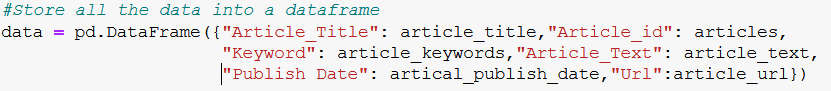 #Store all the data into a dataframe
data = pd.DataFrame({"Article_Title": article_title,"Article_id": articles,
"Keyword": article_keywords,"Article_Text": article_text,
"Publish Date": artical_publish_date,"Url":article_url})